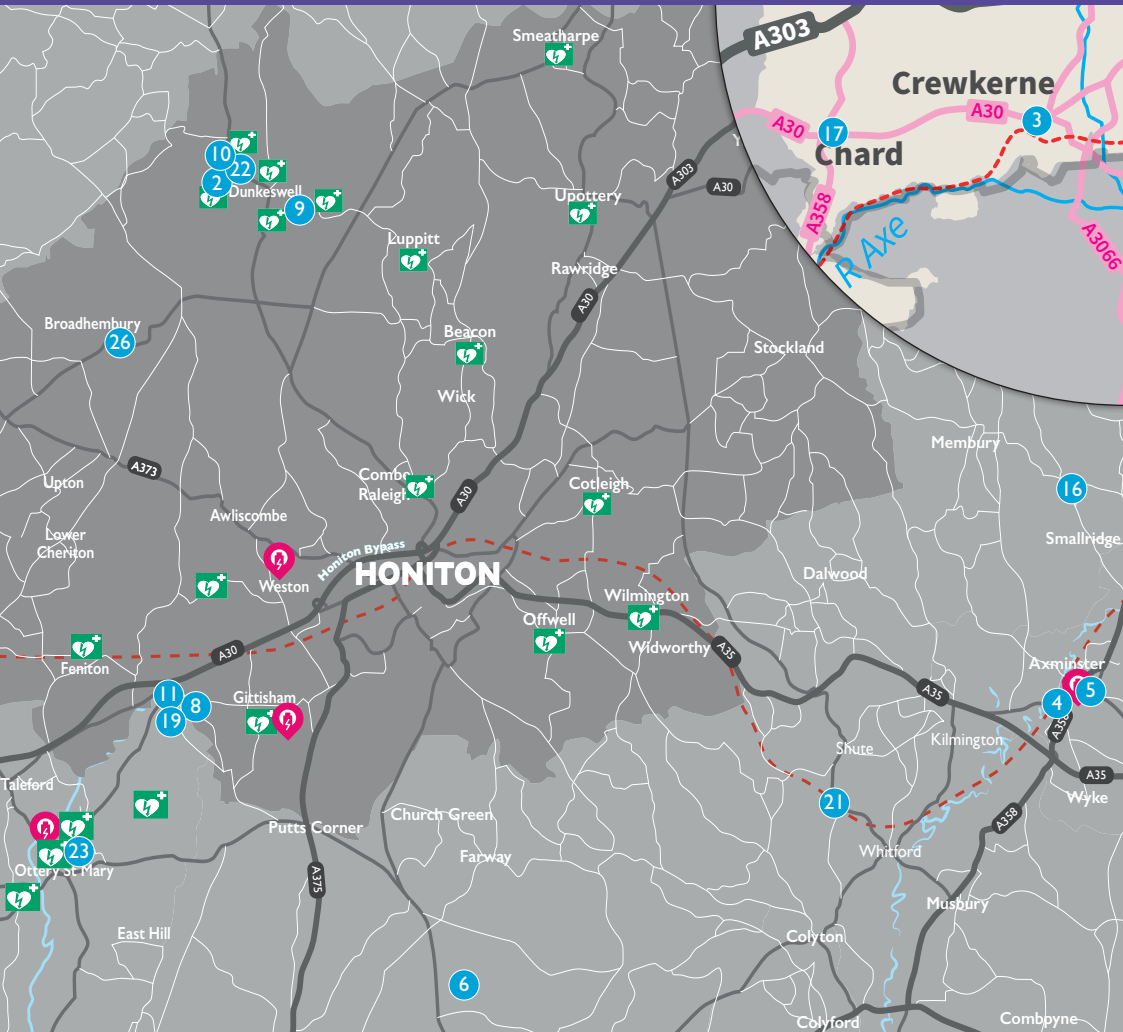 Smeatharpe
A303
Crewkerne
A30
3
A30
17
Chard
A358
R Axe
A3066
10
22
2
Dunkeswell
9
A303
A30
Y
Upottery
Luppitt
Rawridge
A30
Broadhembury
26
Beacon
Stockland
Wick
Membury
A373
Upton
Combe
Raleigh
A30
Cotleigh
16
Awliscombe
Lower
Cheriton
Smallridge
Honiton Bypass
HONITON
Weston
Dalwood
Wilmington
Offwell
Widworthy
A35
A30
Feniton
Axminster
11
8
19
Gittisham
A35
4
5
A358
Shute
Kilmington
Taleford
A35
Wyke
21
Church Green
Putts Corner
A358
23
Ottery St Mary
Farway
Whitford
A375
Musbury
East Hill
Colyton
6
Colyford
Combpyne